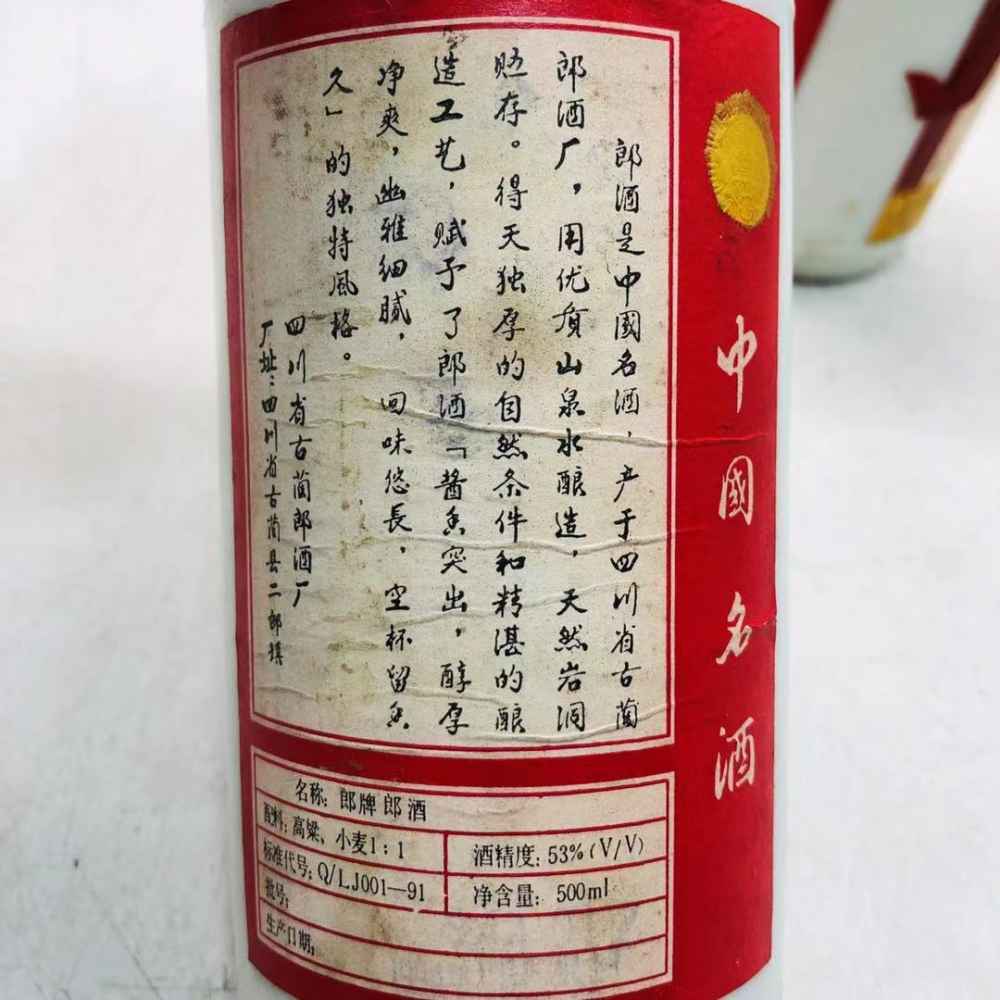 中國名酒
郎酒是中國名酒，产于四川省古蔺
郎酒厂，用优质山泉水酿造，天然岩洞
贮存。得天独厚的自然条件和精湛的酿
造工艺，赋予了郎酒「酱香突出，醇厚
净爽，幽雅细腻，回味悠長，空杯留香
久」的独特風格。
四川省古蔺郎酒厂
厂址：四川省古蔺县二郎滩
名称：郎牌郎酒
配料：高粱、小麦1：1
酒精度：53%(V/V)
标准代号：Q/LJ001—91
净含量：500ml
批号：
生产日期：